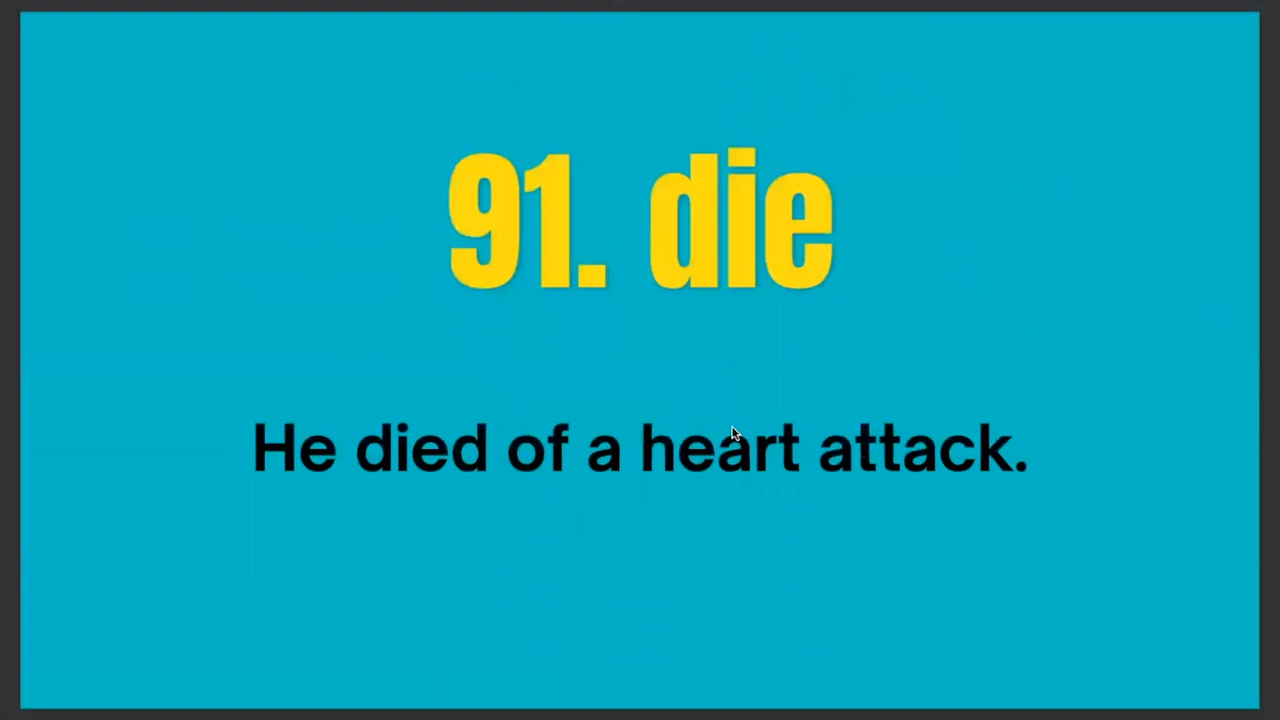 91. die
He died of a heart attack.